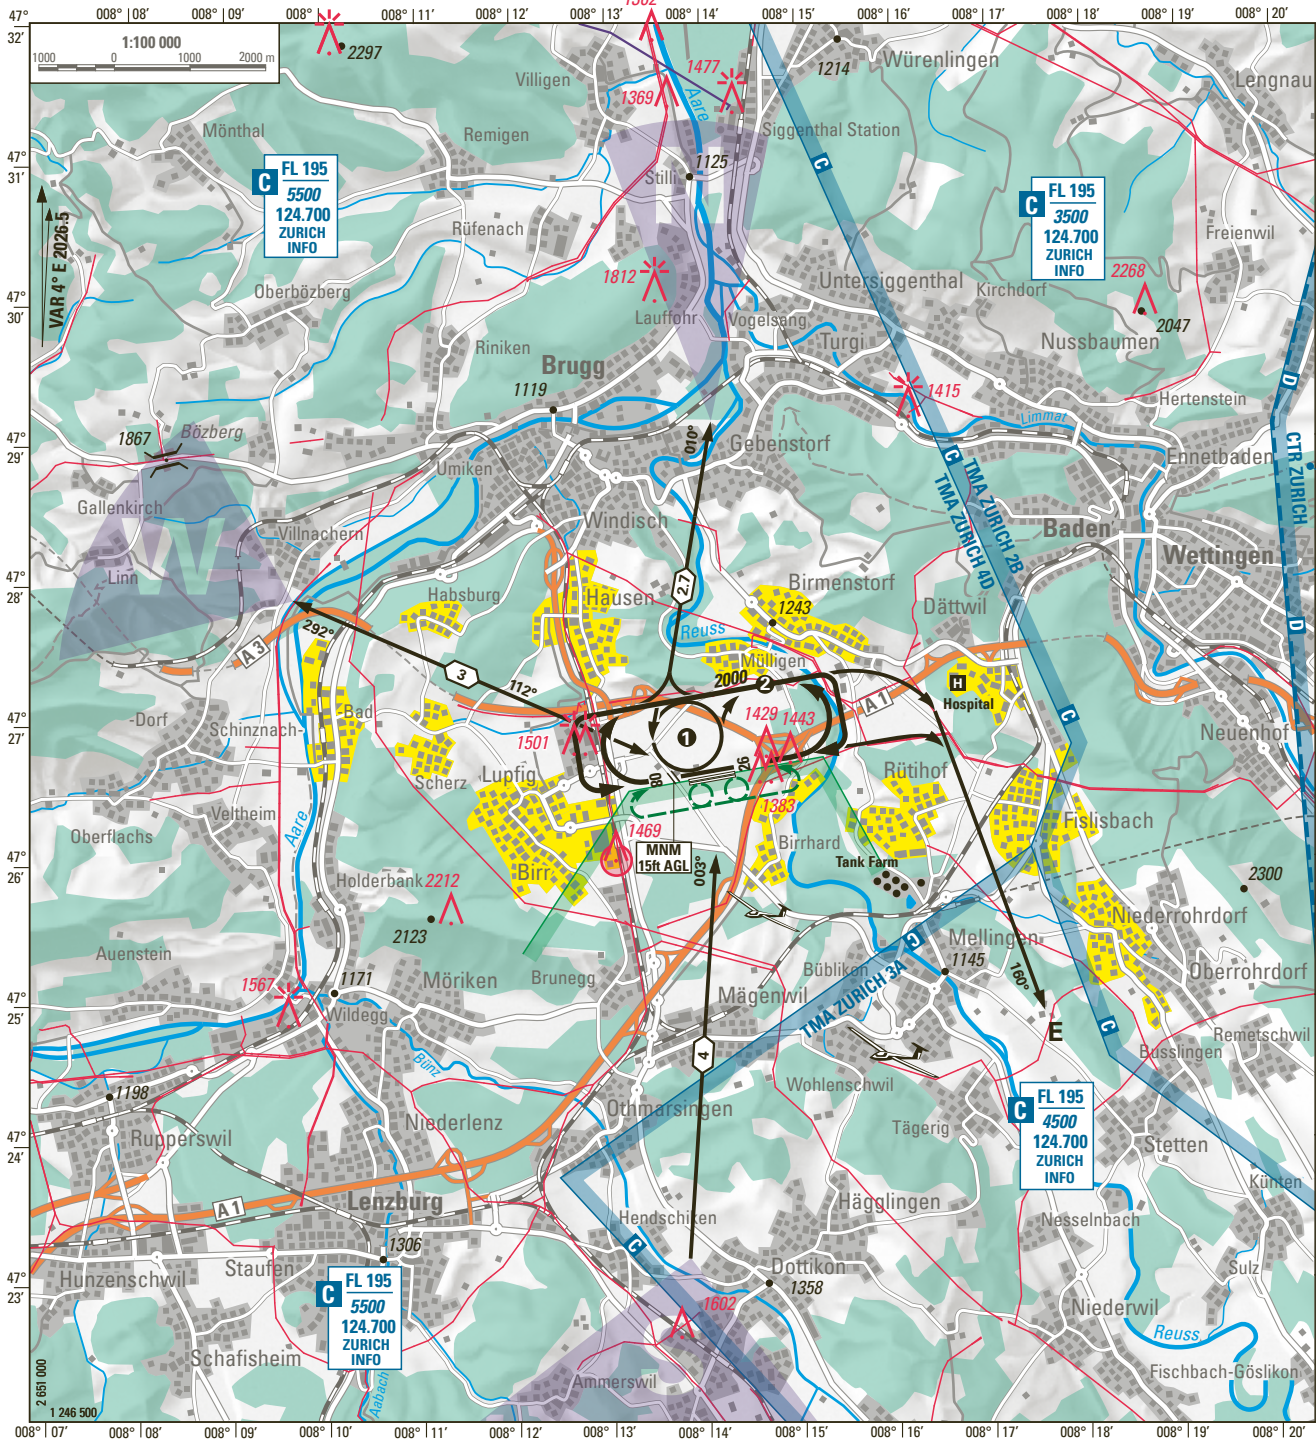 47°
32'
008° 08'
008° 09'
008° 11'
008° 12'
008° 13'
008° 14'
008° 15'
008° 16'
008° 17'
008° 19'
008° 20'
1:100 000
1000
0
1000
2000 m
2297
1369
1477
1214
Villigen
Aare
Würenlingen
Lengnau
Mönthal
Remigen
Siggenthal Station
47°
31'
1125
Stilli
C
C
FL 195
5500
124.700
ZURICH
INFO
C
FL 195
3500
124.700
ZURICH
INFO
VAR 4° E 2026.5
Rüfenach
Freienwil
1812
2268
Untersiggenthal
Kirchdorf
Oberbözberg
47°
30'
Lauffohr
Vogelsang
Turgi
2047
Nussbaumen
Riniken
Brugg
1119
1415
Hertenstein
D
Limmat
1867
Bözberg
47°
29'
010°
Gebenstorf
C
Ennetbaden
CTR ZURICH
Umiken
TMA ZURICH 2B
TMA ZURICH 4D
Gallenkirch
Villnachern
Windisch
Baden
Wettingen
W
Linn
47°
28'
2.7
Birmenstorf
Habsburg
Hausen
1243
Dättwil
D
292°
A 3
Reuss
Mülligen
3
112°
2000
2
H
Hospital
A 1
-Dorf
Schinznach-
-Bad
47°
27'
C
1501
1
1429
1443
Neuenhof
Scherz
Lupfig
08
26
Rütihof
Veltheim
Oberflachs
Aare
1383
1469
Fislisbach
MNM
15ft AGL
Birrhard
47°
26'
Birr
003°
Tank Farm
2300
Holderbank
2212
2123
Niederrohrdorf
Auenstein
Mellingen
C
Oberrohrdorf
Möriken
Brunegg
Büblikon
1145
1567
1171
Mägenwil
TMA ZURICH 3A
160°
47°
25'
Wildegg
E
C
Remetschwil
Busslingen
Bünz
4
1198
Wohlenschwil
C
FL 195
4500
124.700
ZURICH
INFO
Othmarsingen
Niederlenz
Tägerig
Rupperswil
47°
24'
Stetten
Künten
A 1
Lenzburg
Hägglingen
Hendschiken
Nesselnbach
C
1306
Staufen
Dottikon
Sulz
Hunzenschwil
47°
23'
1358
C
FL 195
5500
124.700
ZURICH
INFO
1602
Niederwil
Reuss
Schafisheim
Ammerswil
Fischbach-Göslikon
Aabach
2 651 000
1 246 500
008° 07'
008° 08'
008° 09'
008° 10'
008° 11'
008° 12'
008° 13'
008° 14'
008° 15'
008° 16'
008° 17'
008° 18'
008° 19'
008° 20'